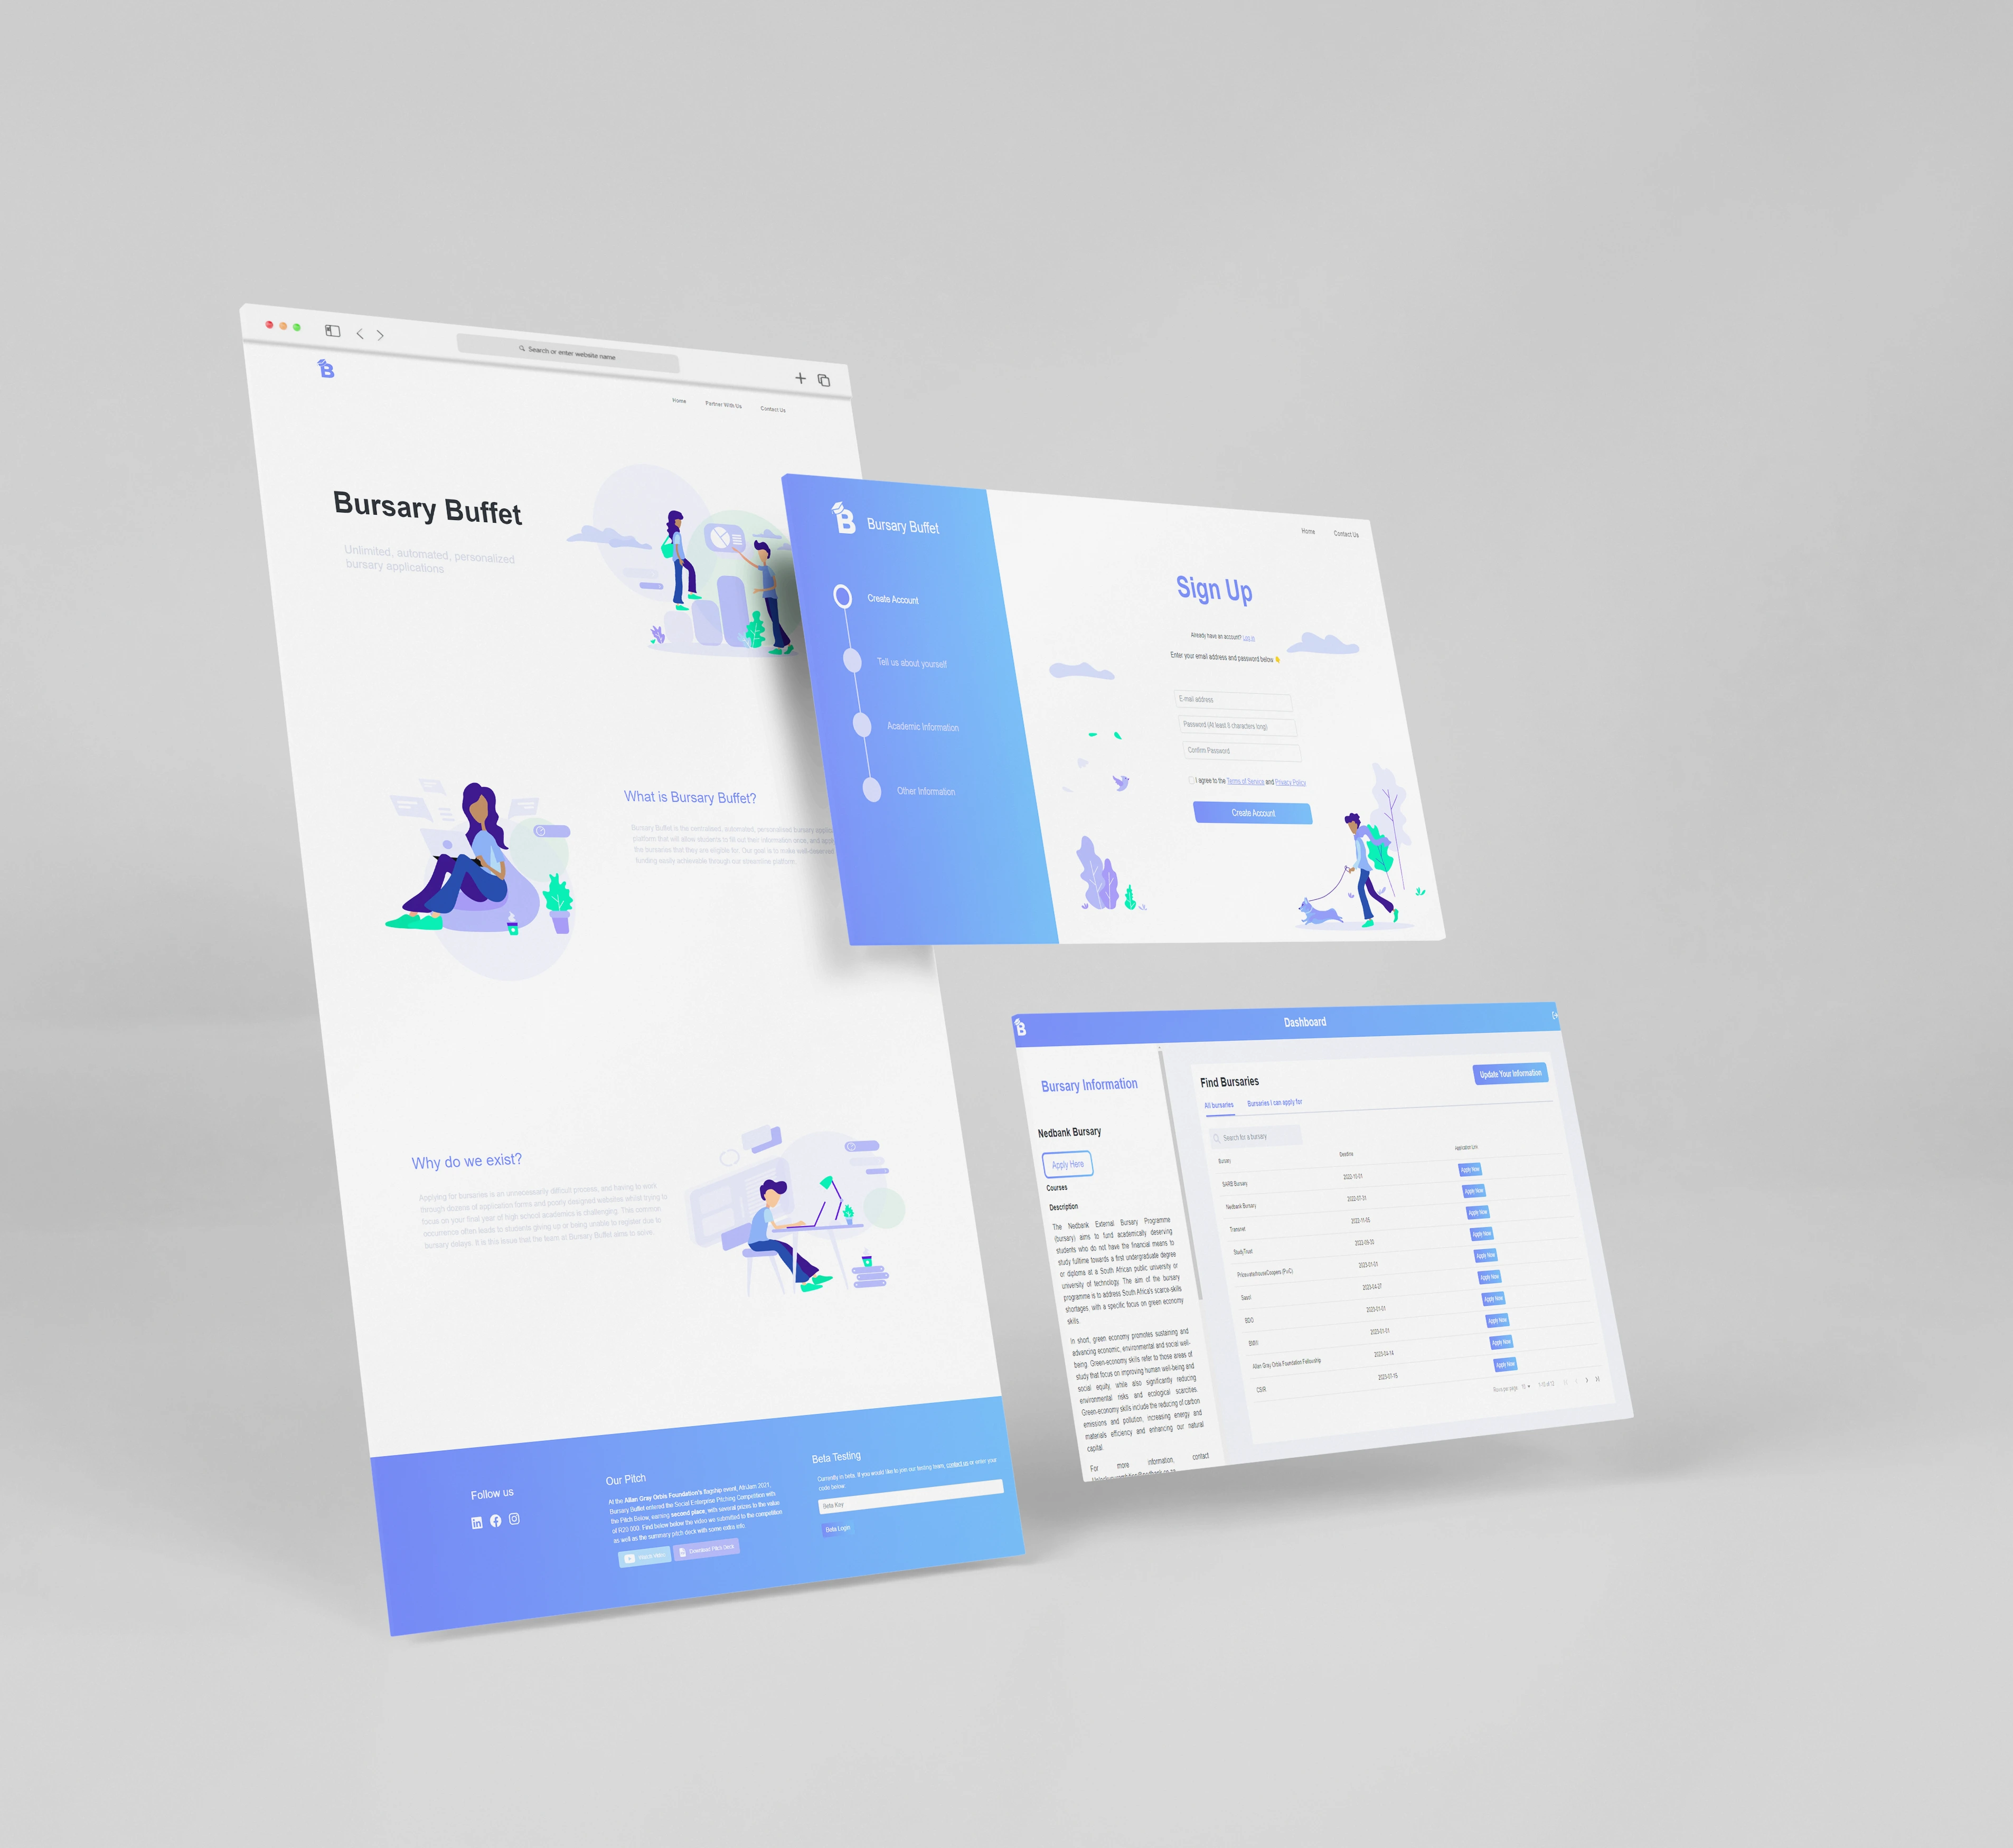 Search or enter website name
B
Home
Partner With Us
Contact Us
Bursary Buffet
Unlimited, automated, personalized
bursary applications
What is Bursary Buffet?
Bursary Buffet is the centralised, automated, personalised bursary
platform that will allow students to fill out their information once, and
the bursaries that they are eligible for. Our goal is to make well-deserved
funding easily achievable through our streamline platform.
Why do we exist?
Applying for bursaries is an unnecessarily difficult process, and having to work
through dozens of application forms and poorly designed websites whilst trying to
focus on your final year of high school academics is challenging. This common
occurrence often leads to students giving up or being unable to register due to
bursary delays. It is this issue that the team at Bursary Buffet aims to solve.
Follow us
Our Pitch
At the Allan Gray Orbis Foundation's flagship event, AfriJam 2021,
Bursary Buffet entered the Social Enterprise Pitching Competition with
the Pitch Below, earning second place, with several prizes to the value
of R20 000. Find below below the video we submitted to the competition
as well as the summary pitch deck with some extra info.
Watch Video
Download Pitch Deck
Beta Testing
Currently in beta. If you would like to join our testing team, contact us or enter your
code below:
Beta Key
Beta Login
B
Bursary Buffet
Create Account
Tell us about yourself
Academic Information
Other Information
Home
Contact Us
Sign Up
Already have an account? Log in
Enter your email address and password below 👇
E-mail address
Password (At least 8 characters long)
Confirm Password
I agree to the Terms of Service and Privacy Policy
Create Account
B
Dashboard
Bursary Information
Nedbank Bursary
Apply Here
Courses
Description
The Nedbank External Bursary Programme
(bursary) aims to fund academically deserving
students who do not have the financial means to
study fulltime towards a first undergraduate degree
or diploma at a South African public university or
university of technology. The aim of the bursary
programme is to address South Africa's scarce-skills
shortages, with a specific focus on green economy
skills.
In short, green economy promotes sustaining and
advancing economic, environmental and social well-
being. Green-economy skills refer to those areas of
study that focus on improving human well-being and
social equity, while also significantly reducing
environmental risks and ecological scarcities.
Green-economy skills include the reducing of carbon
emissions and pollution, increasing energy and
materials efficiency and enhancing our natural
capital.
For more information, contact
Find Bursaries
Update Your Information
All bursaries
Bursaries I can apply for
Search for a bursary
Bursary
Deadline
Application Link
SARB Bursary
2022-10-01
Apply Now
Nedbank Bursary
2022-07-31
Apply Now
Transnet
2022-11-05
Apply Now
StudyTrust
2022-09-30
Apply Now
PricewaterhouseCoopers (PwC)
2023-01-01
Apply Now
Sasol
2023-04-27
Apply Now
BDO
2023-01-01
Apply Now
BMW
2023-01-01
Apply Now
Allan Gray Orbis Foundation Fellowship
2023-04-14
Apply Now
CSIR
2023-07-15
Apply Now
Rows per page
10
1-10 of 12